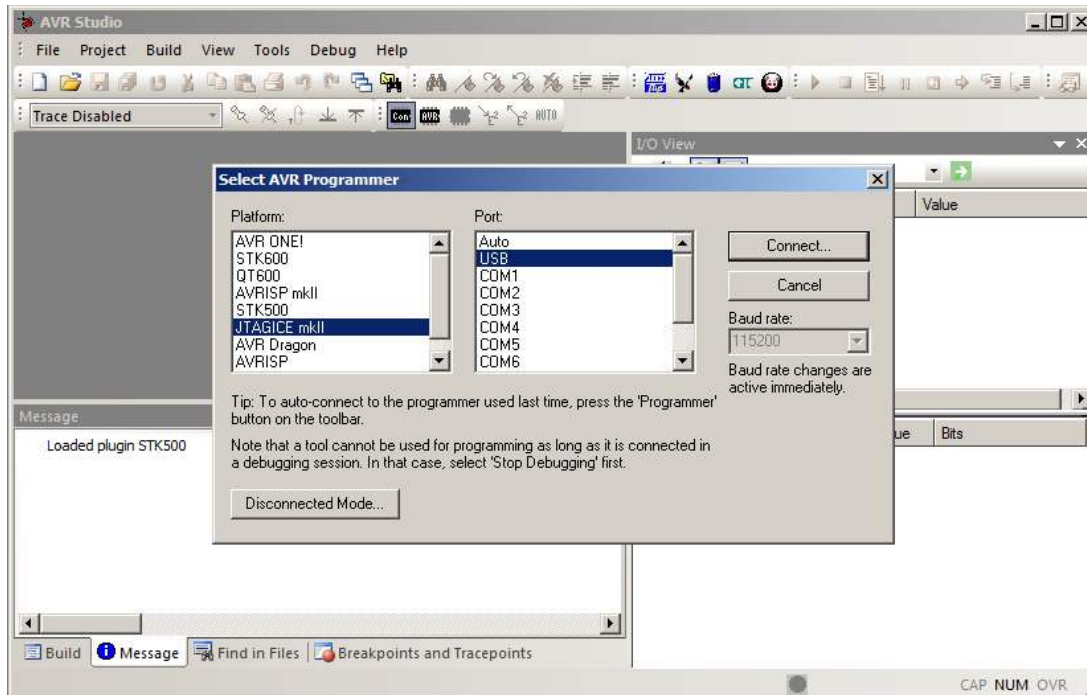 AVR Studio
File Project Build View Tools Debug Help
Trace Disabled
Con AVR AUTO
I/O View
Select AVR Programmer
Value
Platform:
Port:
AVR ONE!
STK600
QT600
AVRISP mkII
STK500
JTAGICE mkII
AVR Dragon
AVRISP
Auto
USB
COM1
COM2
COM3
COM4
COM5
COM6
Connect...
Cancel
Baud rate:
115200
Baud rate changes are
active immediately.
Tip: To auto-connect to the programmer used last time, press the 'Programmer'
button on the toolbar.
Note that a tool cannot be used for programming as long as it is connected in
a debugging session. In that case, select 'Stop Debugging' first.
Disconnected Mode...
Message
Loaded plugin STK500
ue Bits
Build Message Find in Files Breakpoints and Tracepoints
CAP NUM OVR